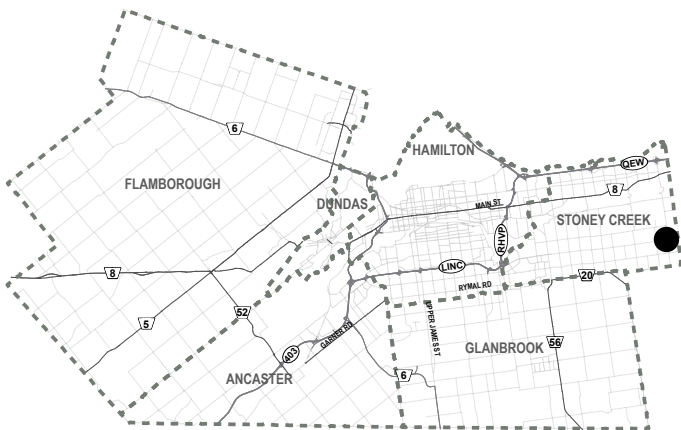 6
HAMILTON
QEW
FLAMBOROUGH
8
DUNDAS
MAIN ST
STONEY CREEK
RHVP
LINC
8
20
RYMAL RD
52
UPPER JAMES ST
5
GARNER RD
56
403
GLANBROOK
ANCASTER
6